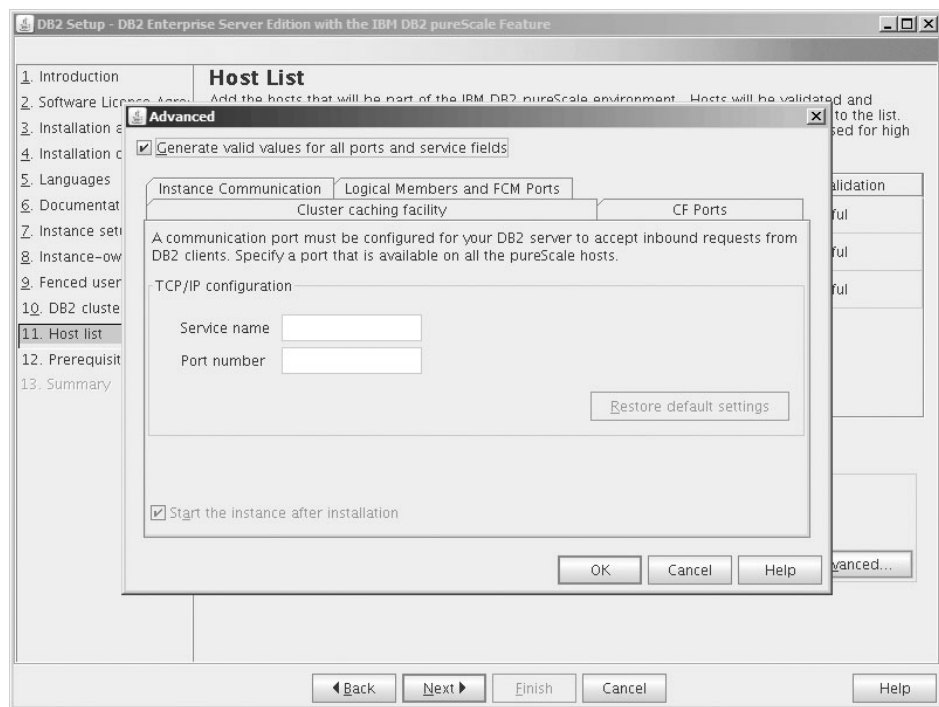 DB2 Setup - DB2 Enterprise Server Edition with the IBM DB2 pureScale Feature
1. Introduction
2. Software Licence Agre
3. Installation a
4. Installation c
5. Languages
6. Documentat
7. Instance setu
8. Instance-ow
9. Fenced user
10. DB2 cluste
11. Host list
12. Prerequisit
13. Summary
Host List
Add the hosts that will be part of the IBM DB2 pureScale environment. Hosts will be validated and
to the list.
sed for high
alidation
ful
ful
ful
vanced...
Advanced
Generate valid values for all ports and service fields
Instance Communication
Logical Members and FCM Ports
Cluster caching facility
CF Ports
A communication port must be configured for your DB2 server to accept inbound requests from
DB2 clients. Specify a port that is available on all the pureScale hosts.
TCP/IP configuration
Service name
Port number
Restore default settings
Start the instance after installation
OK
Cancel
Help
Back
Next
Finish
Cancel
Help